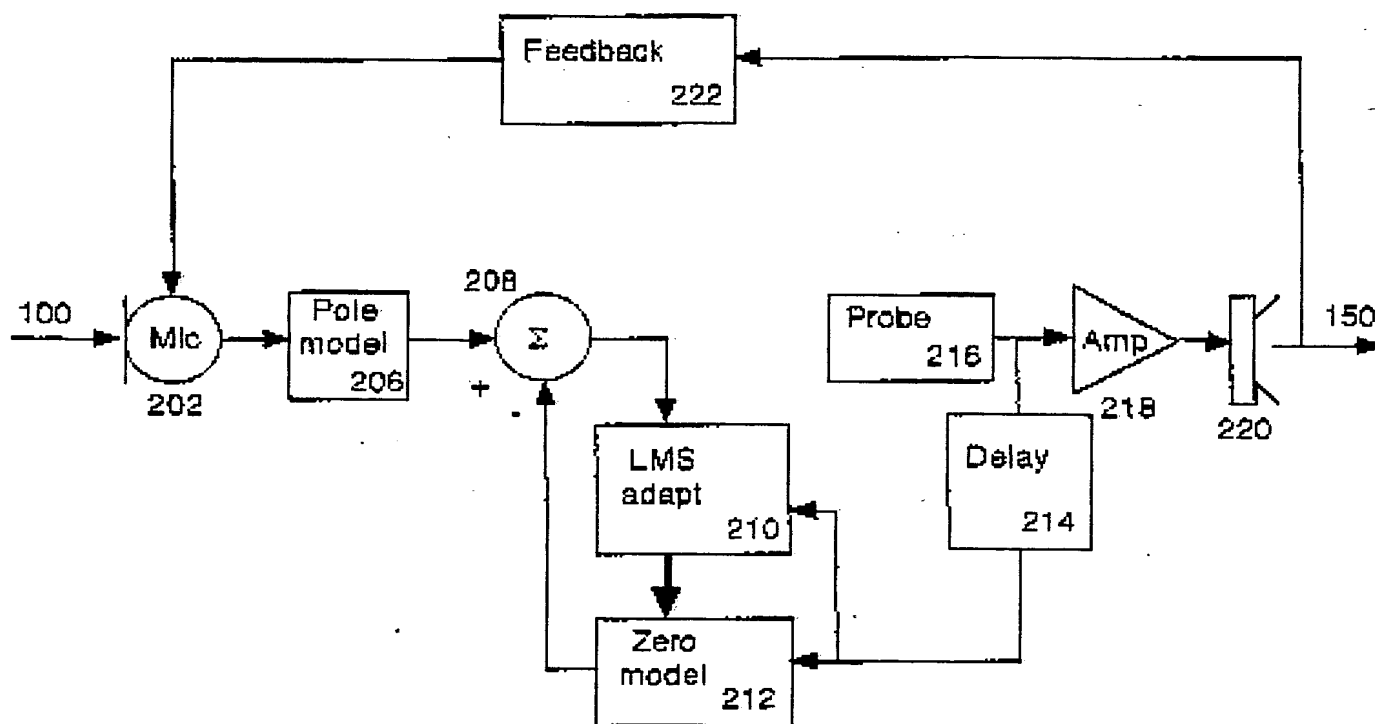 Feedback
222
208
100
Mic
202
Pole
model
206
Σ
+
-
Probe
216
Amp
218
150
220
LMS
adapt
210
Delay
214
Zero
model
212